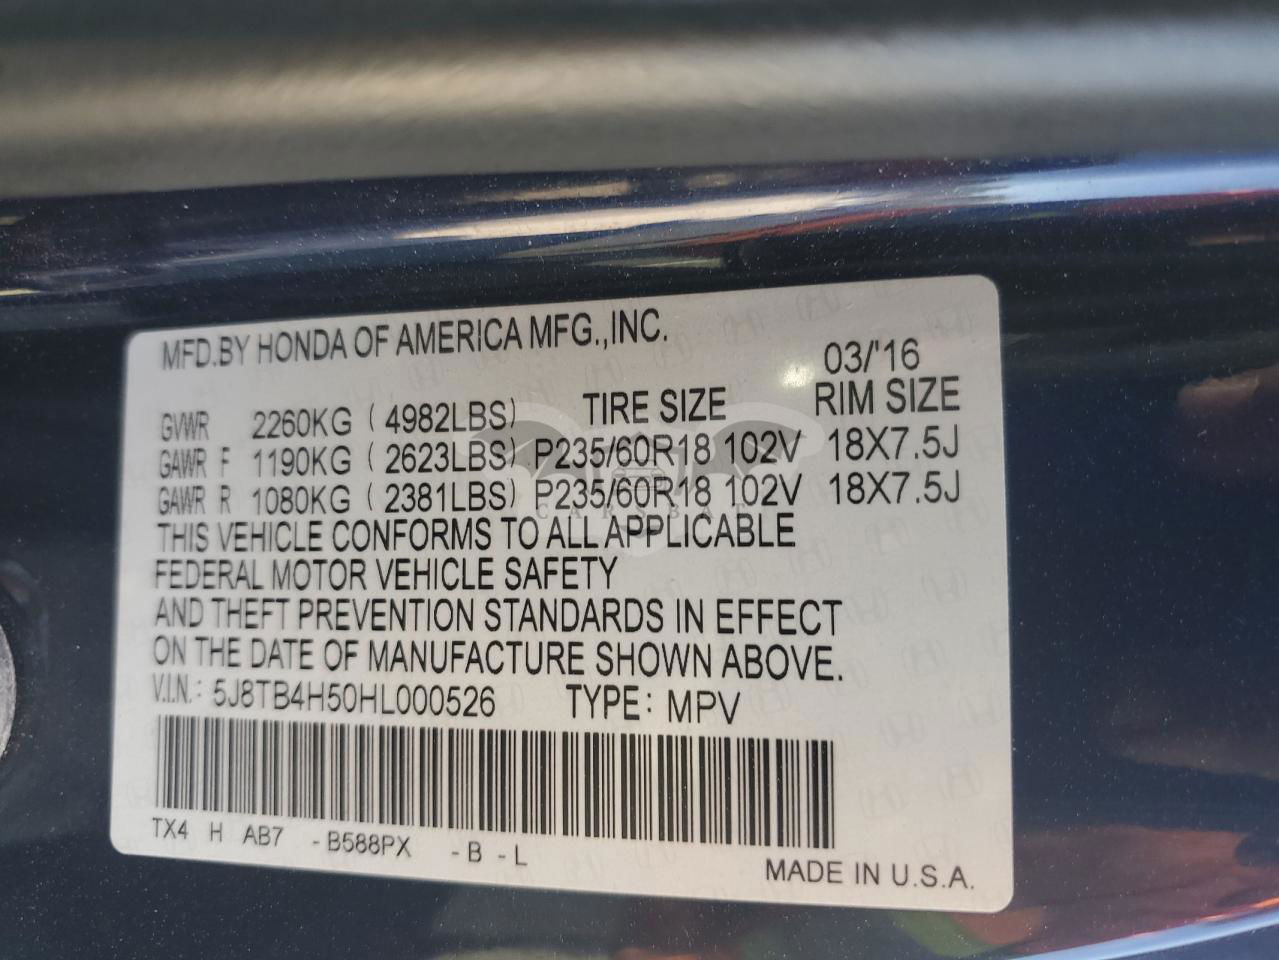 MFD.BY HONDA OF AMERICA MFG.,INC.
03/'16
GVWR 2260KG ( 4982LBS) TIRE SIZE RIM SIZE
GAWR F 1190KG ( 2623LBS) P235/60R18 102V 18X7.5J
GAWR R 1080KG ( 2381LBS) P235/60R18 102V 18X7.5J
CARSBAT
THIS VEHICLE CONFORMS TO ALL APPLICABLE
FEDERAL MOTOR VEHICLE SAFETY
AND THEFT PREVENTION STANDARDS IN EFFECT
ON THE DATE OF MANUFACTURE SHOWN ABOVE.
V.I.N.: 5J8TB4H50HL000526 TYPE: MPV
TX4 H AB7 -B588PX -B -L
MADE IN U.S.A.